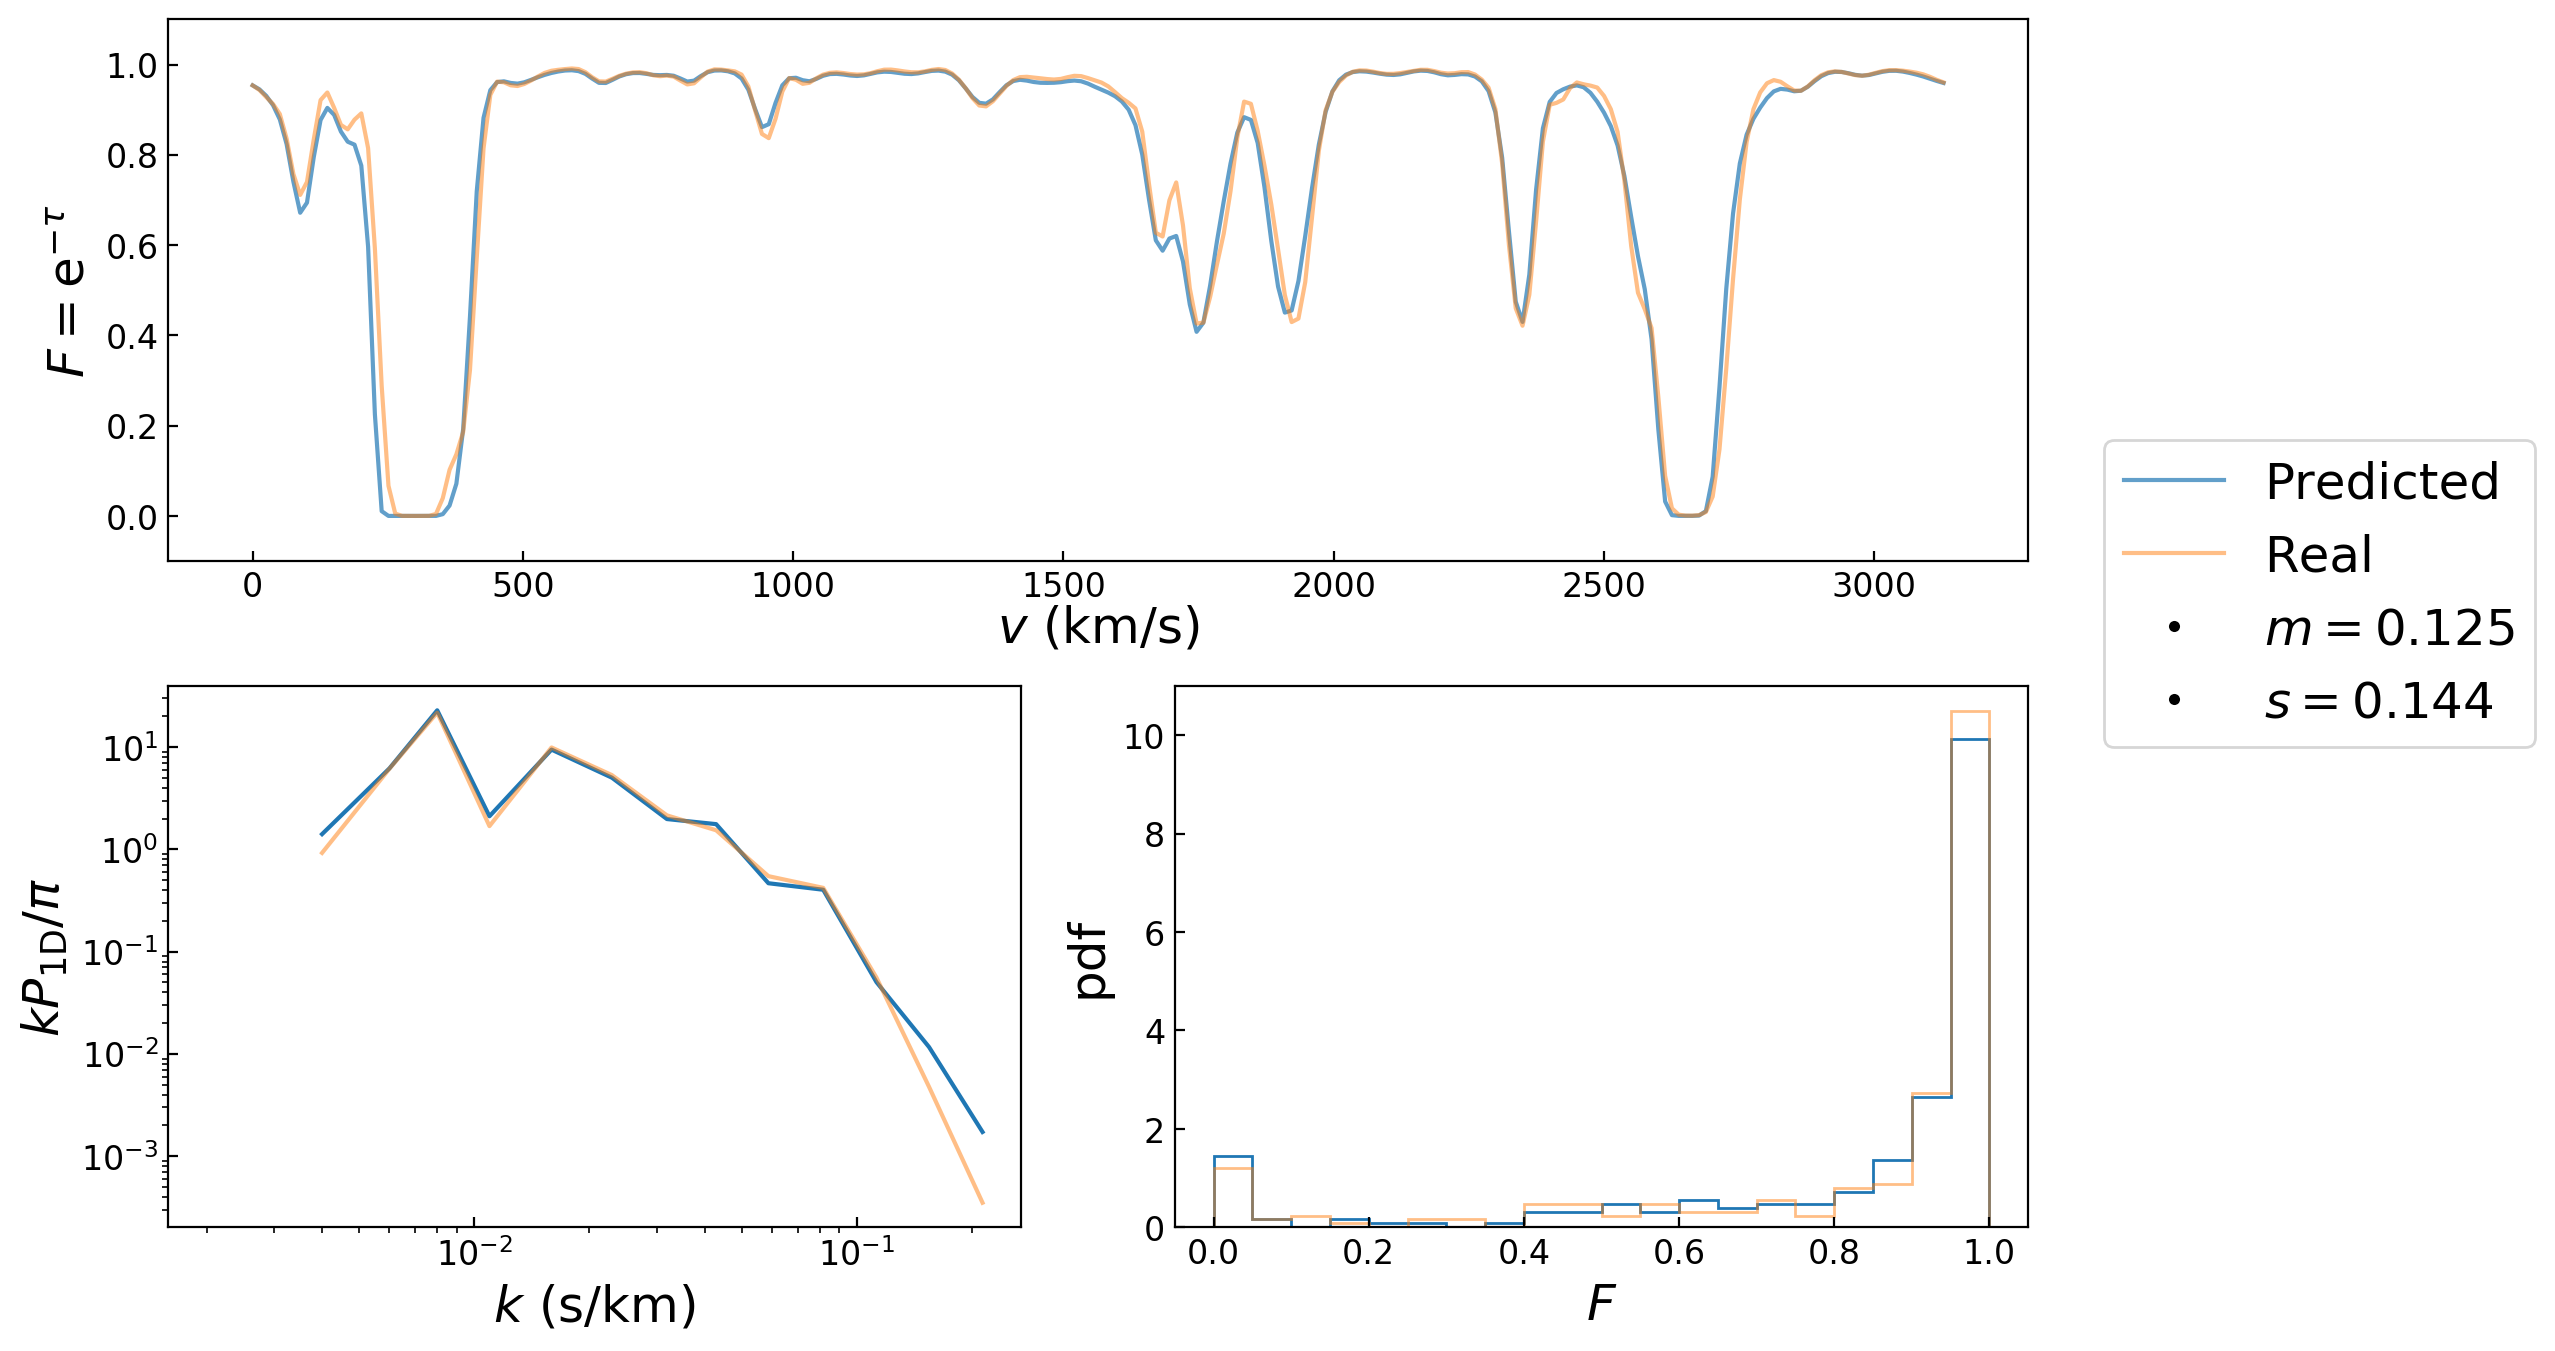 F = e^{−τ}
1.0
0.8
0.6
0.4
0.2
0.0
0 500 1000 1500 2000 2500 3000
v (km/s)
Predicted
Real
m = 0.125
s = 0.144
kP_{1D}/π
10^{1}
10^{0}
10^{−1}
10^{−2}
10^{−3}
10^{−2} 10^{−1}
k (s/km)
pdf
10
8
6
4
2
0
0.0 0.2 0.4 0.6 0.8 1.0
F